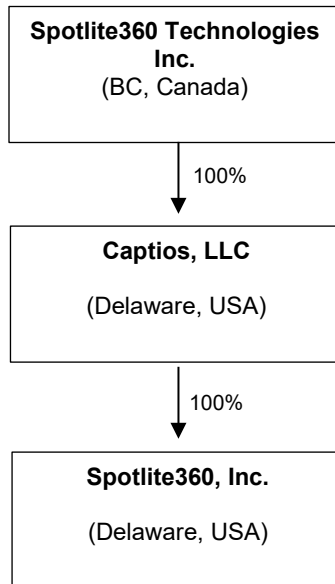 Spotlite360 Technologies
Inc.
(BC, Canada)
100%
Captios, LLC
(Delaware, USA)
100%
Spotlite360, Inc.
(Delaware, USA)